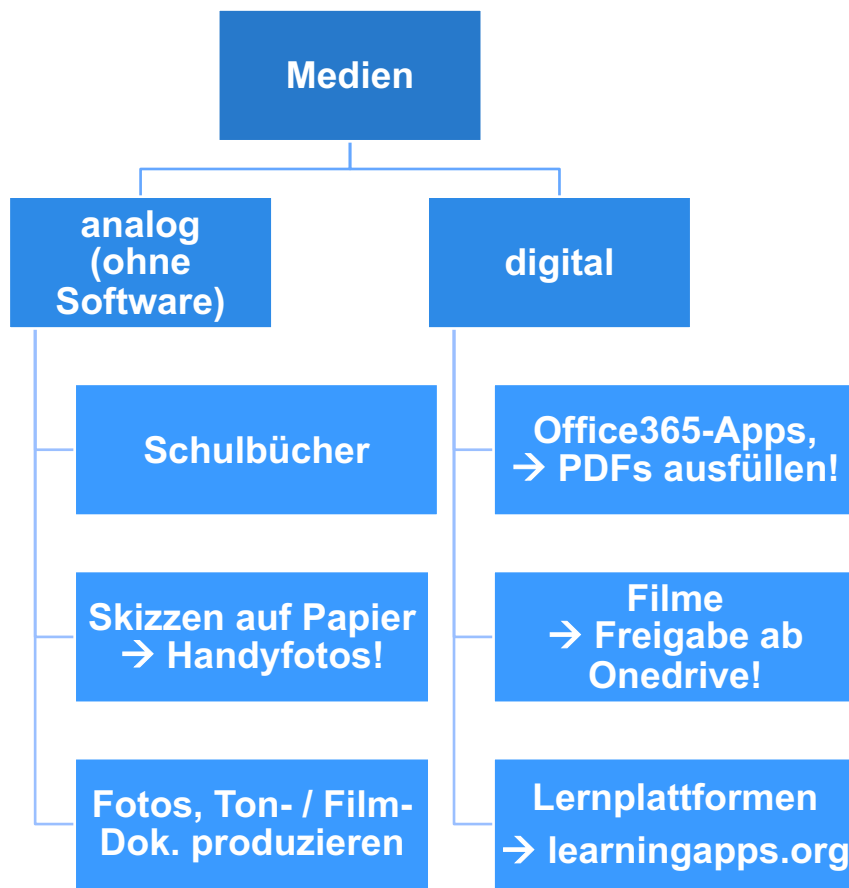 Medien
analog
(ohne
Software)
digital
Schulbücher
Office365-Apps,
→ PDFs ausfüllen!
Skizzen auf Papier
→ Handyfotos!
Filme
→ Freigabe ab
Onedrive!
Fotos, Ton- / Film-
Dok. produzieren
Lernplattformen
→ learningapps.org